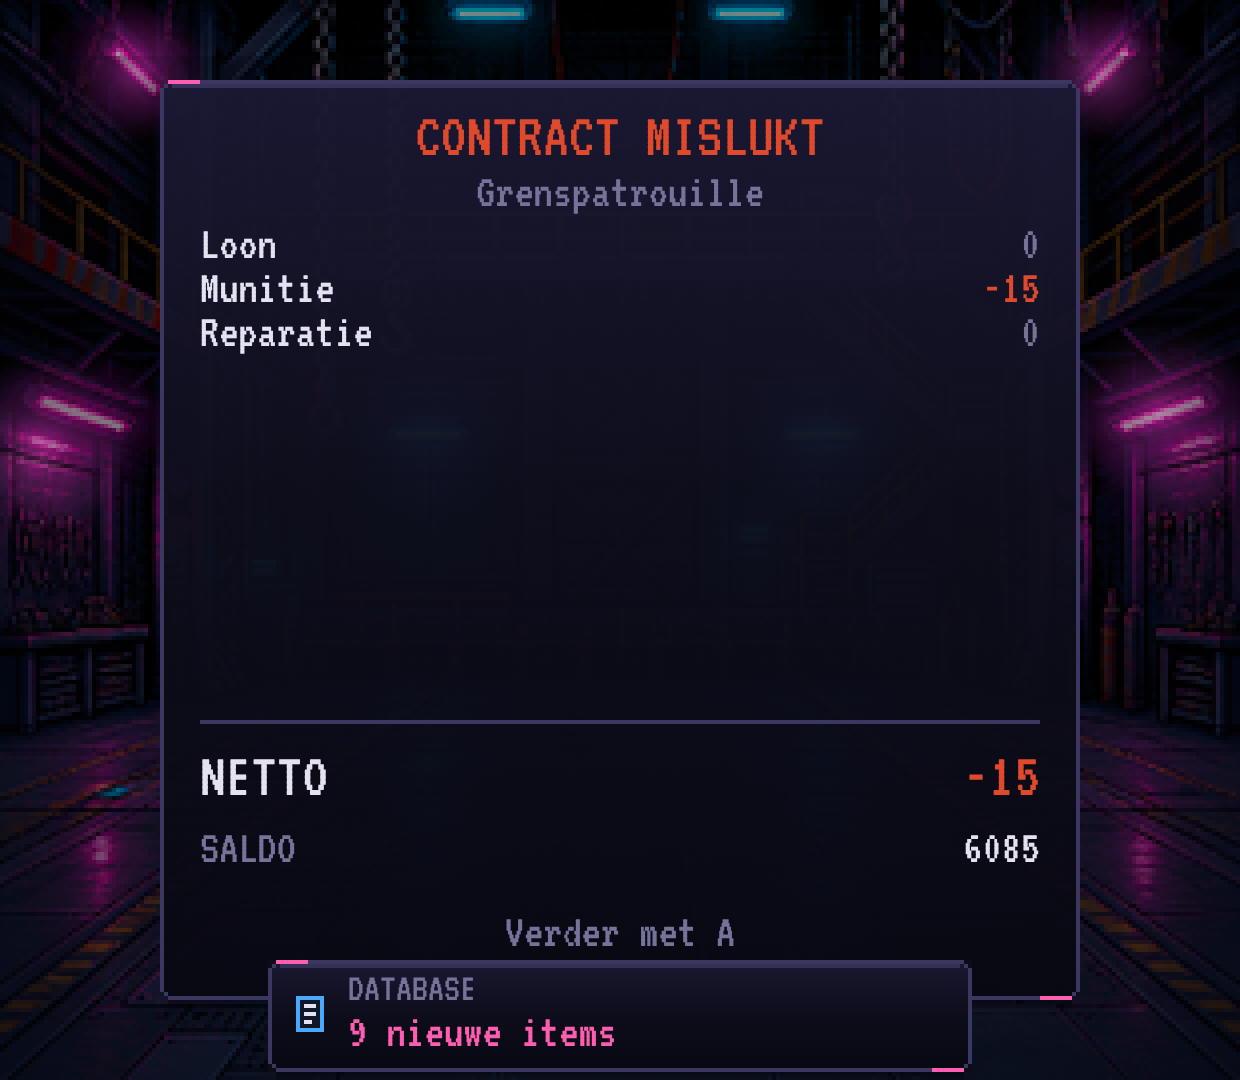 CONTRACT MISLUKT
Grenspatrouille
Loon 0
Munitie -15
Reparatie 0
NETTO -15
SALDO 6085
Verder met A
DATABASE
9 nieuwe items